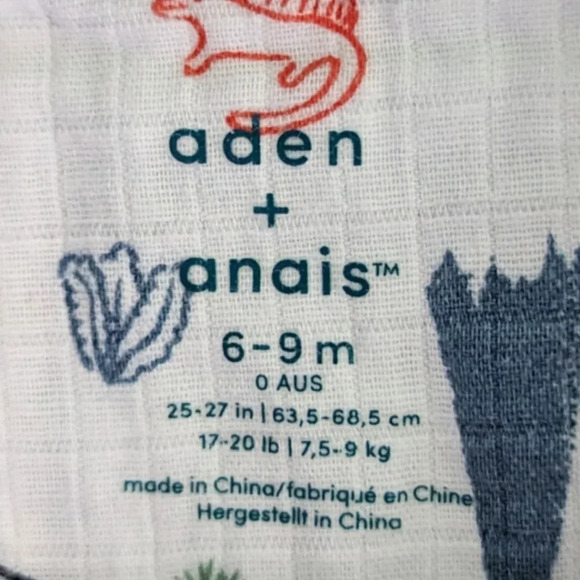 aden
+
anais™
6-9 m
0 AUS
25-27 in | 63,5-68,5 cm
17-20 lb | 7,5-9 kg
made in China/fabriqué en Chine
Hergestellt in China